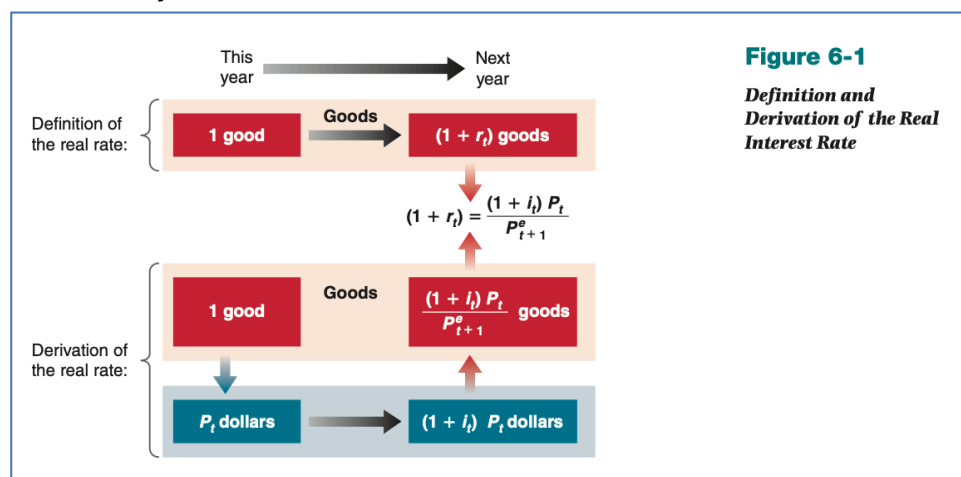 This
year
Next
year
Figure 6-1
Definition and
Derivation of the Real
Interest Rate
Definition of
the real rate:
1 good
Goods
(1 + r_t) goods
(1 + r_t) = (1 + i_t) P_t / P^e_{t+1}
Derivation of
the real rate:
1 good
Goods
(1 + i_t) P_t / P^e_{t+1} goods
P_t dollars
(1 + i_t) P_t dollars